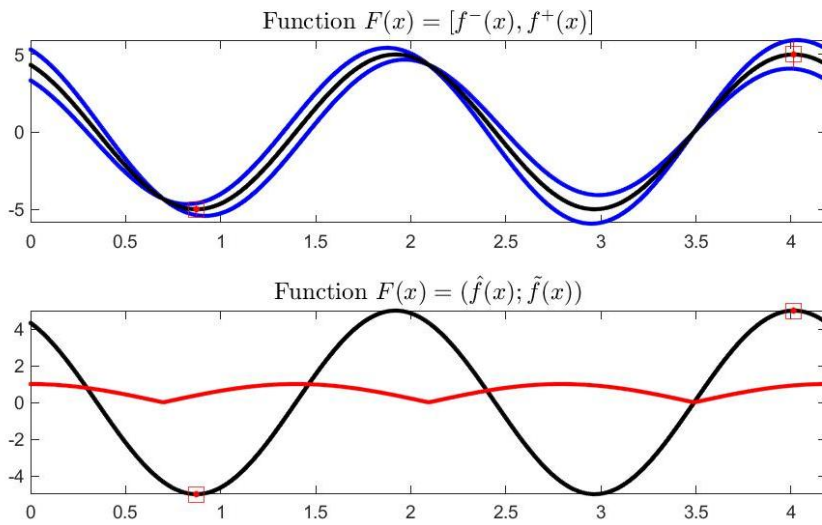 Function F(x) = [f⁻(x), f⁺(x)]
5
0
-5
0 0.5 1 1.5 2 2.5 3 3.5 4
Function F(x) = (f̂(x); f̃(x))
4
2
0
-2
-4
0 0.5 1 1.5 2 2.5 3 3.5 4